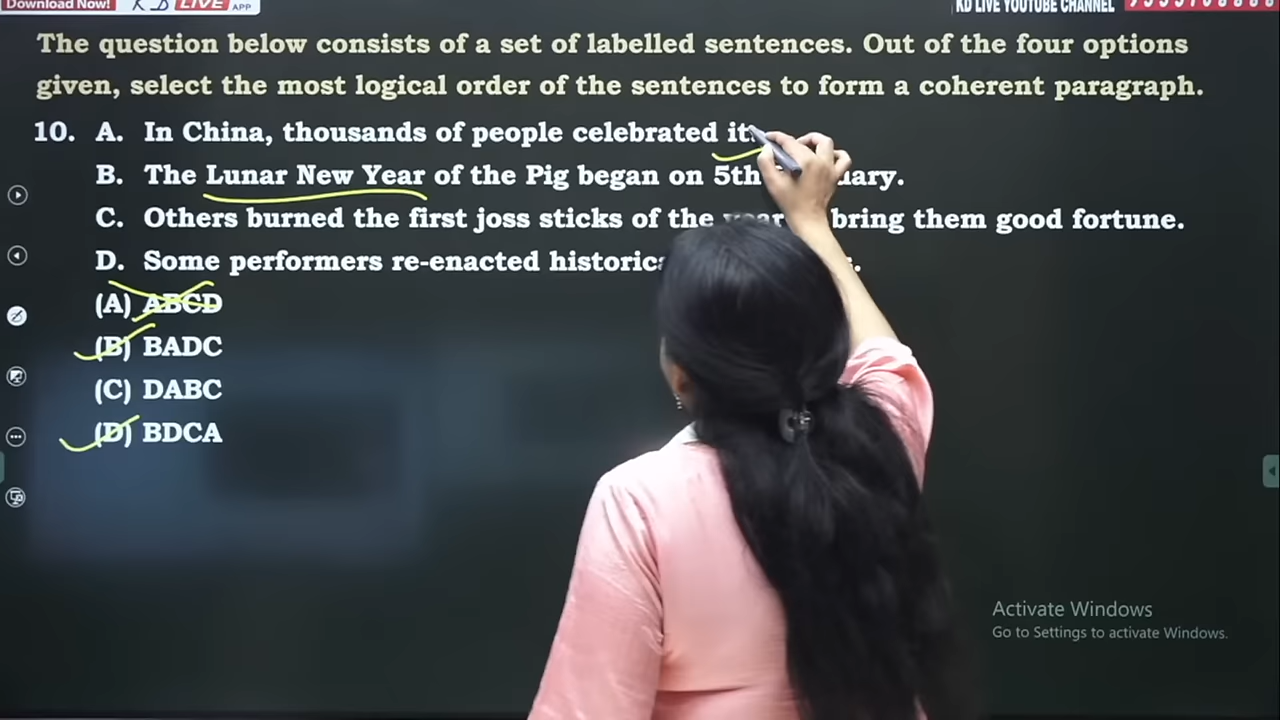 Download Now! KD LIVE APP
KD LIVE YOUTUBE CHANNEL
The question below consists of a set of labelled sentences. Out of the four options
given, select the most logical order of the sentences to form a coherent paragraph.
10. A. In China, thousands of people celebrated it.
B. The Lunar New Year of the Pig began on 5th
C. Others burned the first joss sticks of the year bring them good fortune.
D. Some performers re-enacted
(A) ABCD
(B) BADC
(C) DABC
(D) BDCA
Activate Windows
Go to Settings to activate Windows.